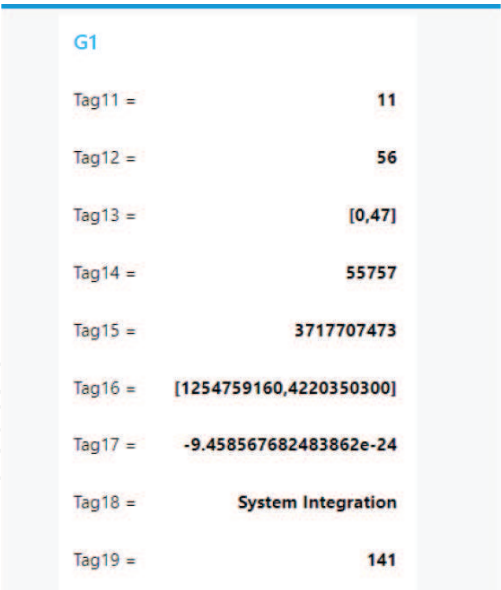 G1
Tag11 = 11
Tag12 = 56
Tag13 = [0,47]
Tag14 = 55757
Tag15 = 3717707473
Tag16 = [1254759160,4220350300]
Tag17 = -9.458567682483862e-24
Tag18 = System Integration
Tag19 = 141